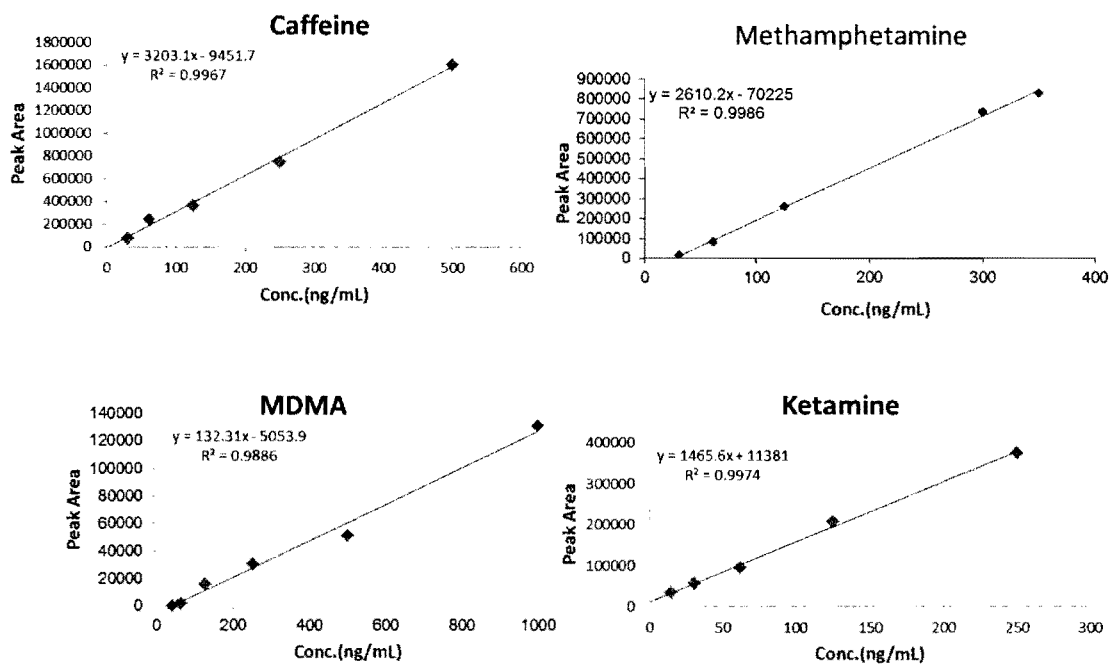 Caffeine
y = 3203.1x - 9451.7
R² = 0.9967
1800000
1600000
1400000
1200000
1000000
800000
600000
400000
200000
0
Peak Area
0 100 200 300 400 500 600
Conc.(ng/mL)
Methamphetamine
y = 2610.2x - 70225
R² = 0.9986
900000
800000
700000
600000
500000
400000
300000
200000
100000
0
Peak Area
0 100 200 300 400
Conc.(ng/mL)
MDMA
y = 132.31x - 5053.9
R² = 0.9886
140000
120000
100000
80000
60000
40000
20000
0
Peak Area
0 200 400 600 800 1000
Conc.(ng/mL)
Ketamine
y = 1465.6x + 11381
R² = 0.9974
400000
300000
200000
100000
0
Peak Area
0 50 100 150 200 250 300
Conc.(ng/mL)